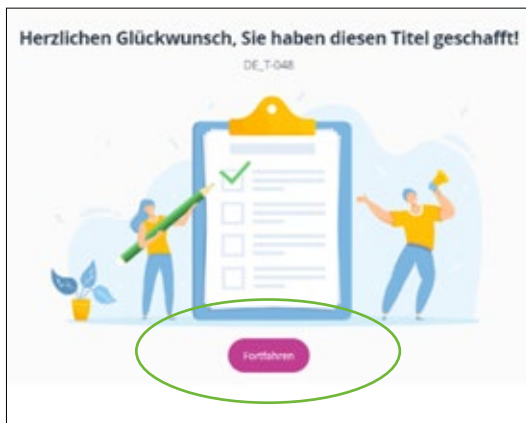 Herzlichen Glückwunsch, Sie haben diesen Titel geschafft!
DE_T-048
Fortfahren